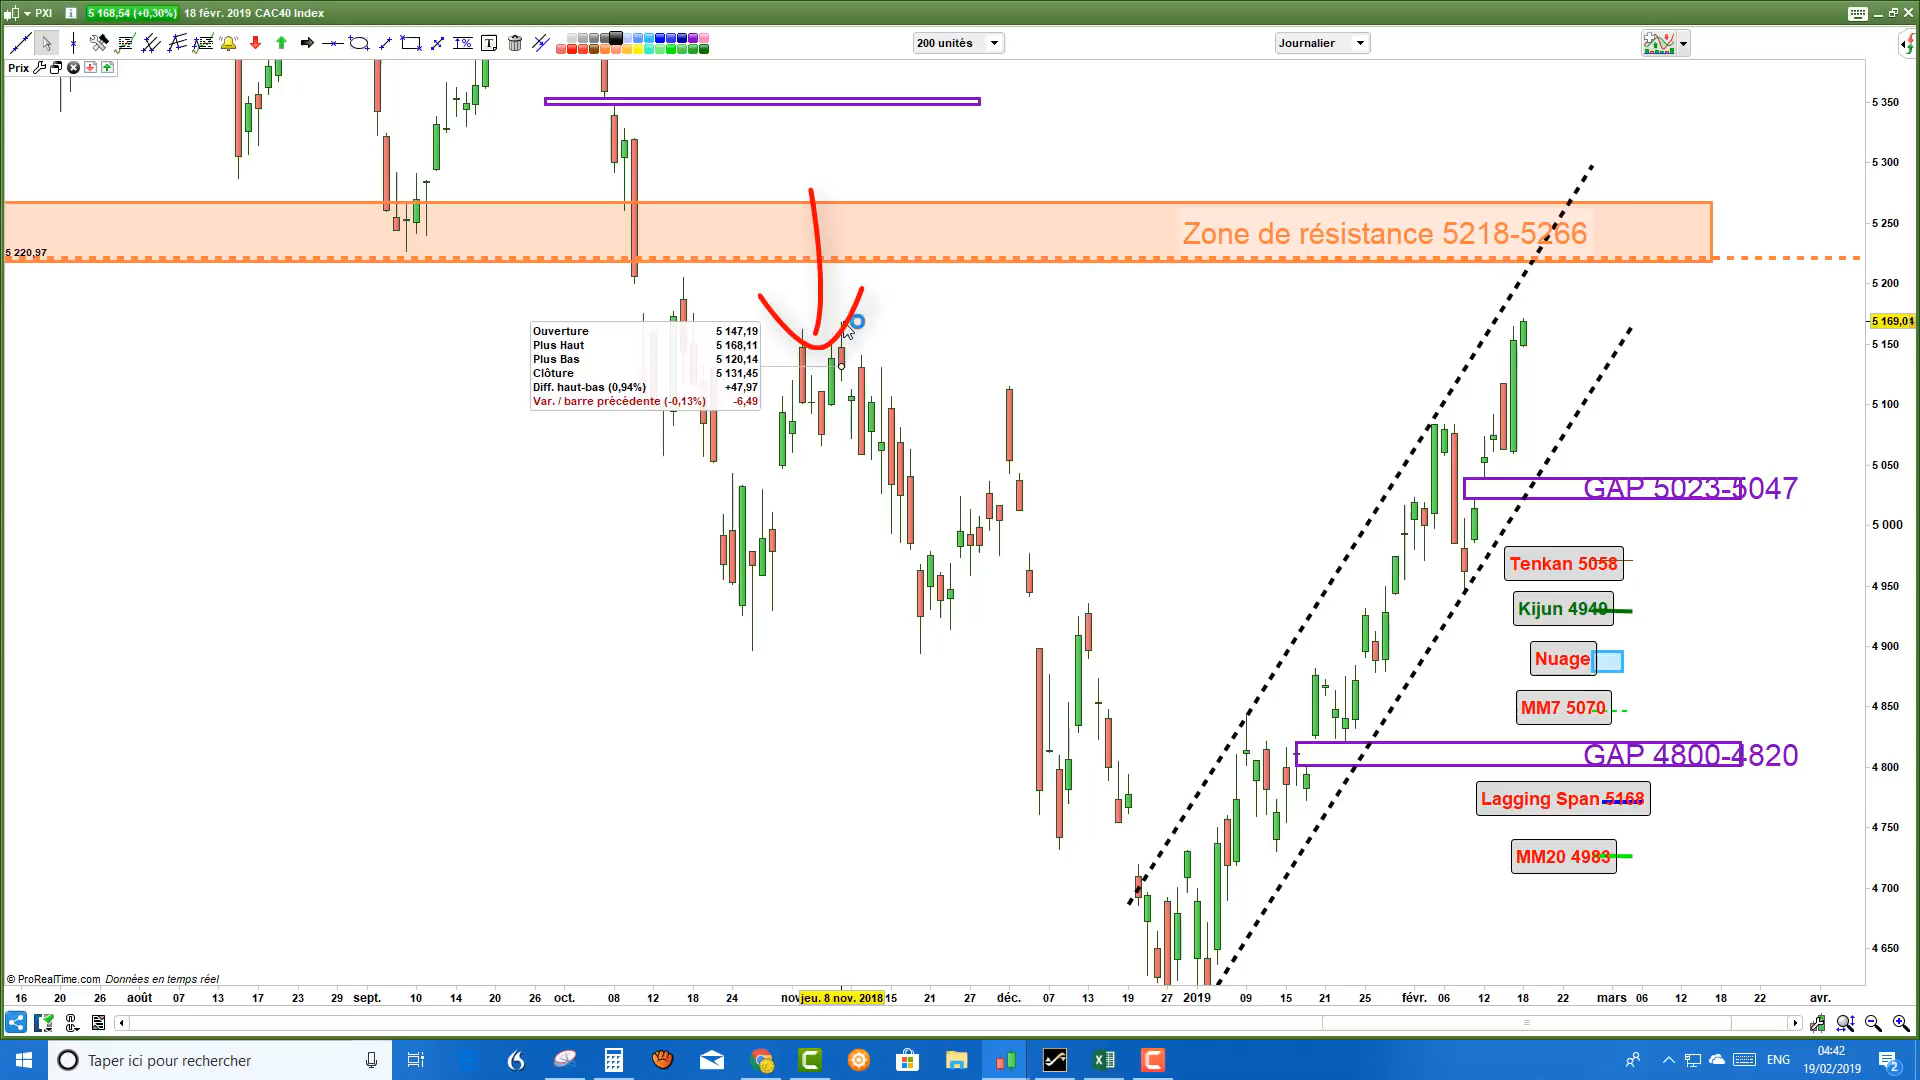 PXI 5 168,54 (+0,30%) 18 févr. 2019 CAC40 Index
200 unités
Journalier
Prix
5 350
5 300
Zone de résistance 5218-5266
5 250
5 220,97
5 200
5 169,04
5 150
Ouverture 5 147,19
Plus Haut 5 168,11
Plus Bas 5 120,14
Clôture 5 131,45
Diff. haut-bas (0,94%) +47,97
Var. / barre précédente (-0,13%) -6,49
5 100
5 050
GAP 5023-5047
5 000
Tenkan 5058
4 950
Kijun 4949
4 900
Nuage
4 850
MM7 5070
GAP 4800-4820
4 800
Lagging Span 5168
4 750
MM20 4983
4 700
4 650
© ProRealTime.com Données en temps réel
16 20 26 août 07 13 17 23 29 sept. 10 14 20 26 oct. 08 12 18 24 nov jeu. 8 nov. 2018 15 21 27 déc. 07 13 19 27 2019 09 15 21 25 févr. 06 12 18 22 mars 06 12 18 22 avr.
Taper ici pour rechercher
ENG
04:42
19/02/2019
2